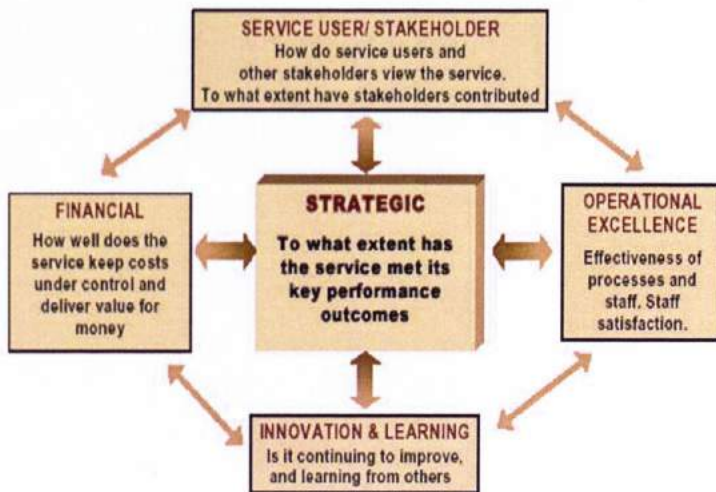 SERVICE USER/ STAKEHOLDER
How do service users and
other stakeholders view the service.
To what extent have stakeholders contributed
FINANCIAL
How well does the
service keep costs
under control and
deliver value for
money
STRATEGIC
To what extent has
the service met its
key performance
outcomes
OPERATIONAL
EXCELLENCE
Effectiveness of
processes and
staff. Staff
satisfaction.
INNOVATION & LEARNING
Is it continuing to improve,
and learning from others